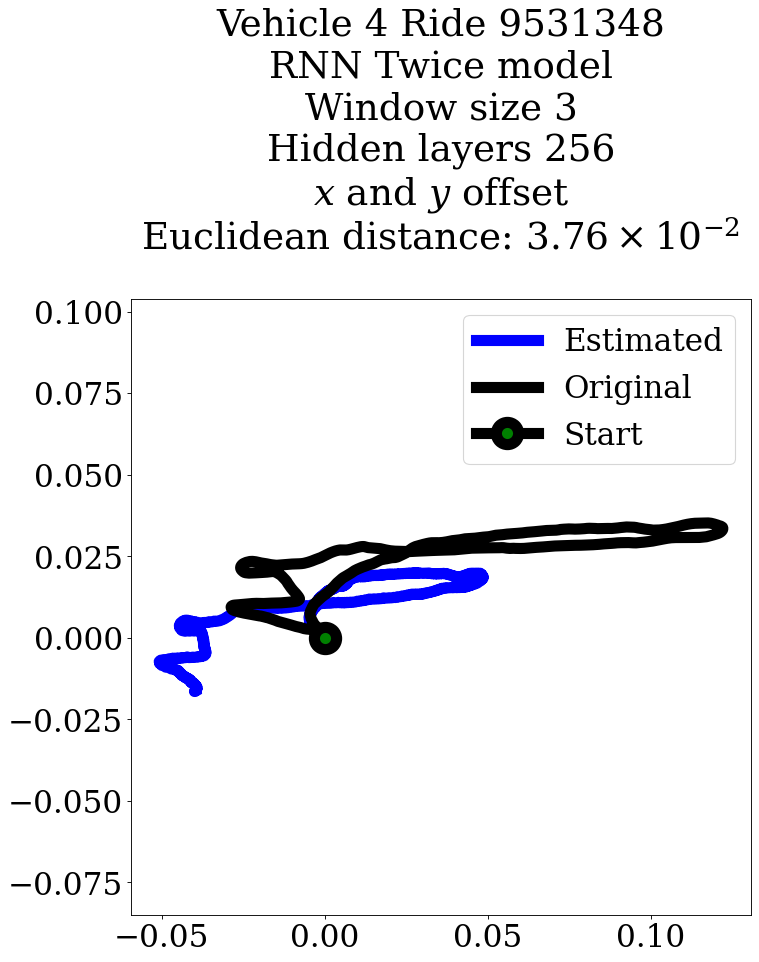 Vehicle 4 Ride 9531348
RNN Twice model
Window size 3
Hidden layers 256
x and y offset
Euclidean distance: 3.76 × 10⁻²
0.100
0.075
0.050
0.025
0.000
−0.025
−0.050
−0.075
Estimated
Original
Start
−0.05 0.00 0.05 0.10